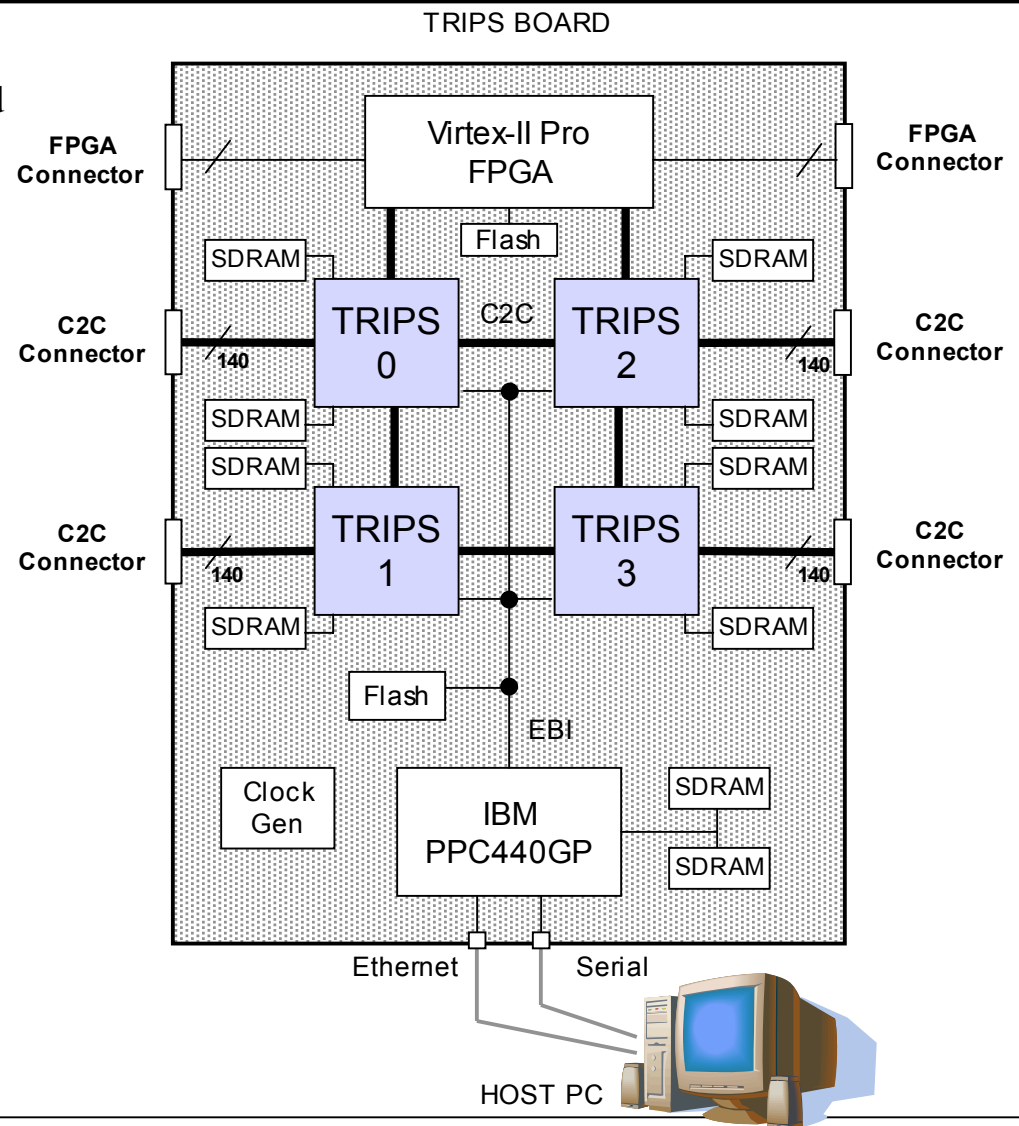 TRIPS BOARD
Virtex-II Pro
FPGA
FPGA
Connector
FPGA
Connector
Flash
SDRAM
SDRAM
C2C
Connector
140
TRIPS
0
C2C
TRIPS
2
140
C2C
Connector
SDRAM
SDRAM
SDRAM
SDRAM
C2C
Connector
140
TRIPS
1
TRIPS
3
140
C2C
Connector
SDRAM
SDRAM
Flash
EBI
Clock
Gen
IBM
PPC440GP
SDRAM
SDRAM
Ethernet
Serial
HOST PC